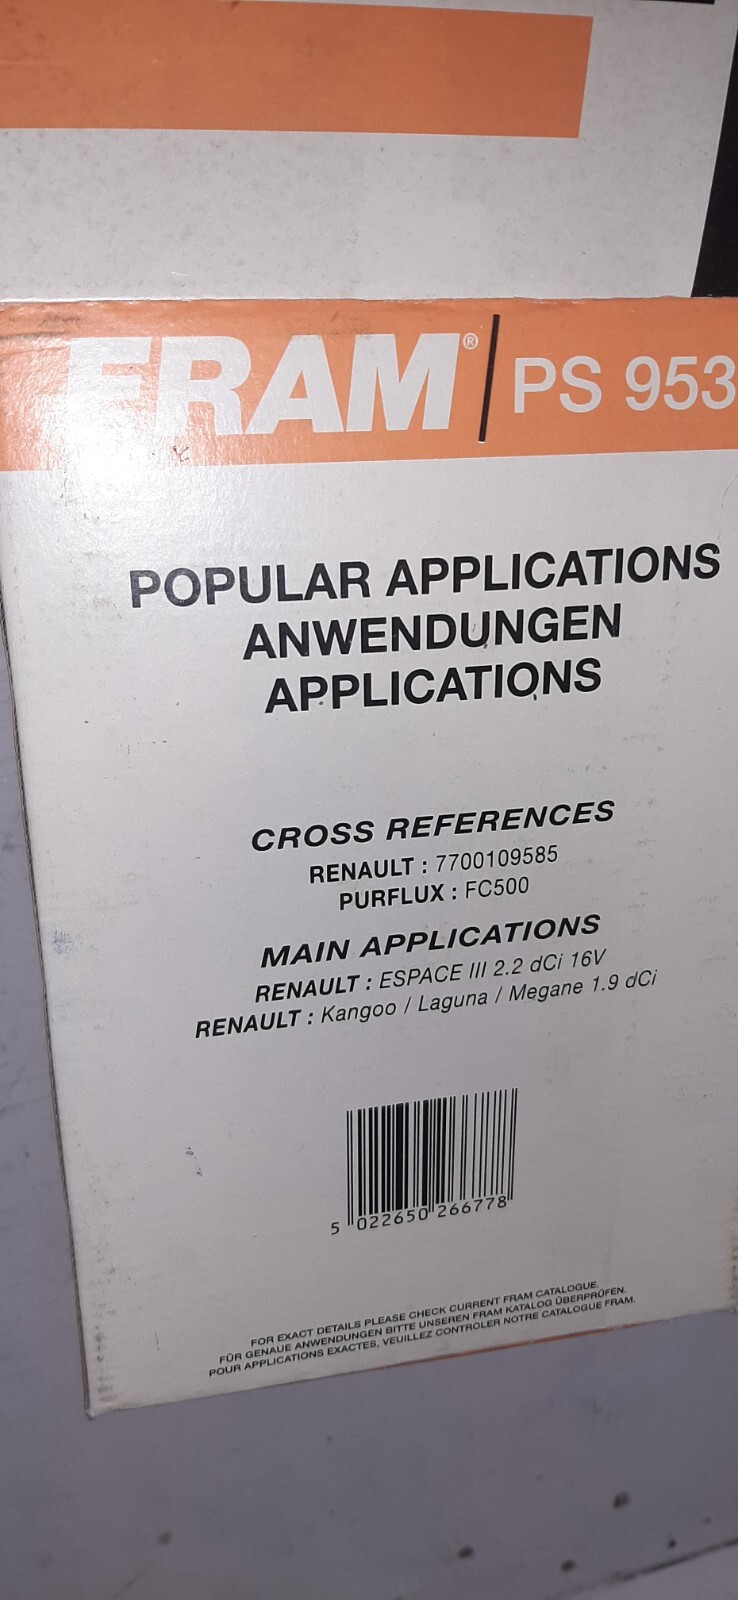 FRAM® PS 953
POPULAR APPLICATIONS
ANWENDUNGEN
APPLICATIONS
CROSS REFERENCES
RENAULT : 7700109585
PURFLUX : FC500
MAIN APPLICATIONS
RENAULT : ESPACE III 2.2 dCi 16V
RENAULT : Kangoo / Laguna / Megane 1.9 dCi
5 022650 266778
FOR EXACT DETAILS PLEASE CHECK CURRENT FRAM CATALOGUE.
FÜR GENAUE ANWENDUNGEN BITTE UNSEREN FRAM KATALOG ÜBERPRÜFEN.
POUR APPLICATIONS EXACTES, VEUILLEZ CONTROLER NOTRE CATALOGUE FRAM.